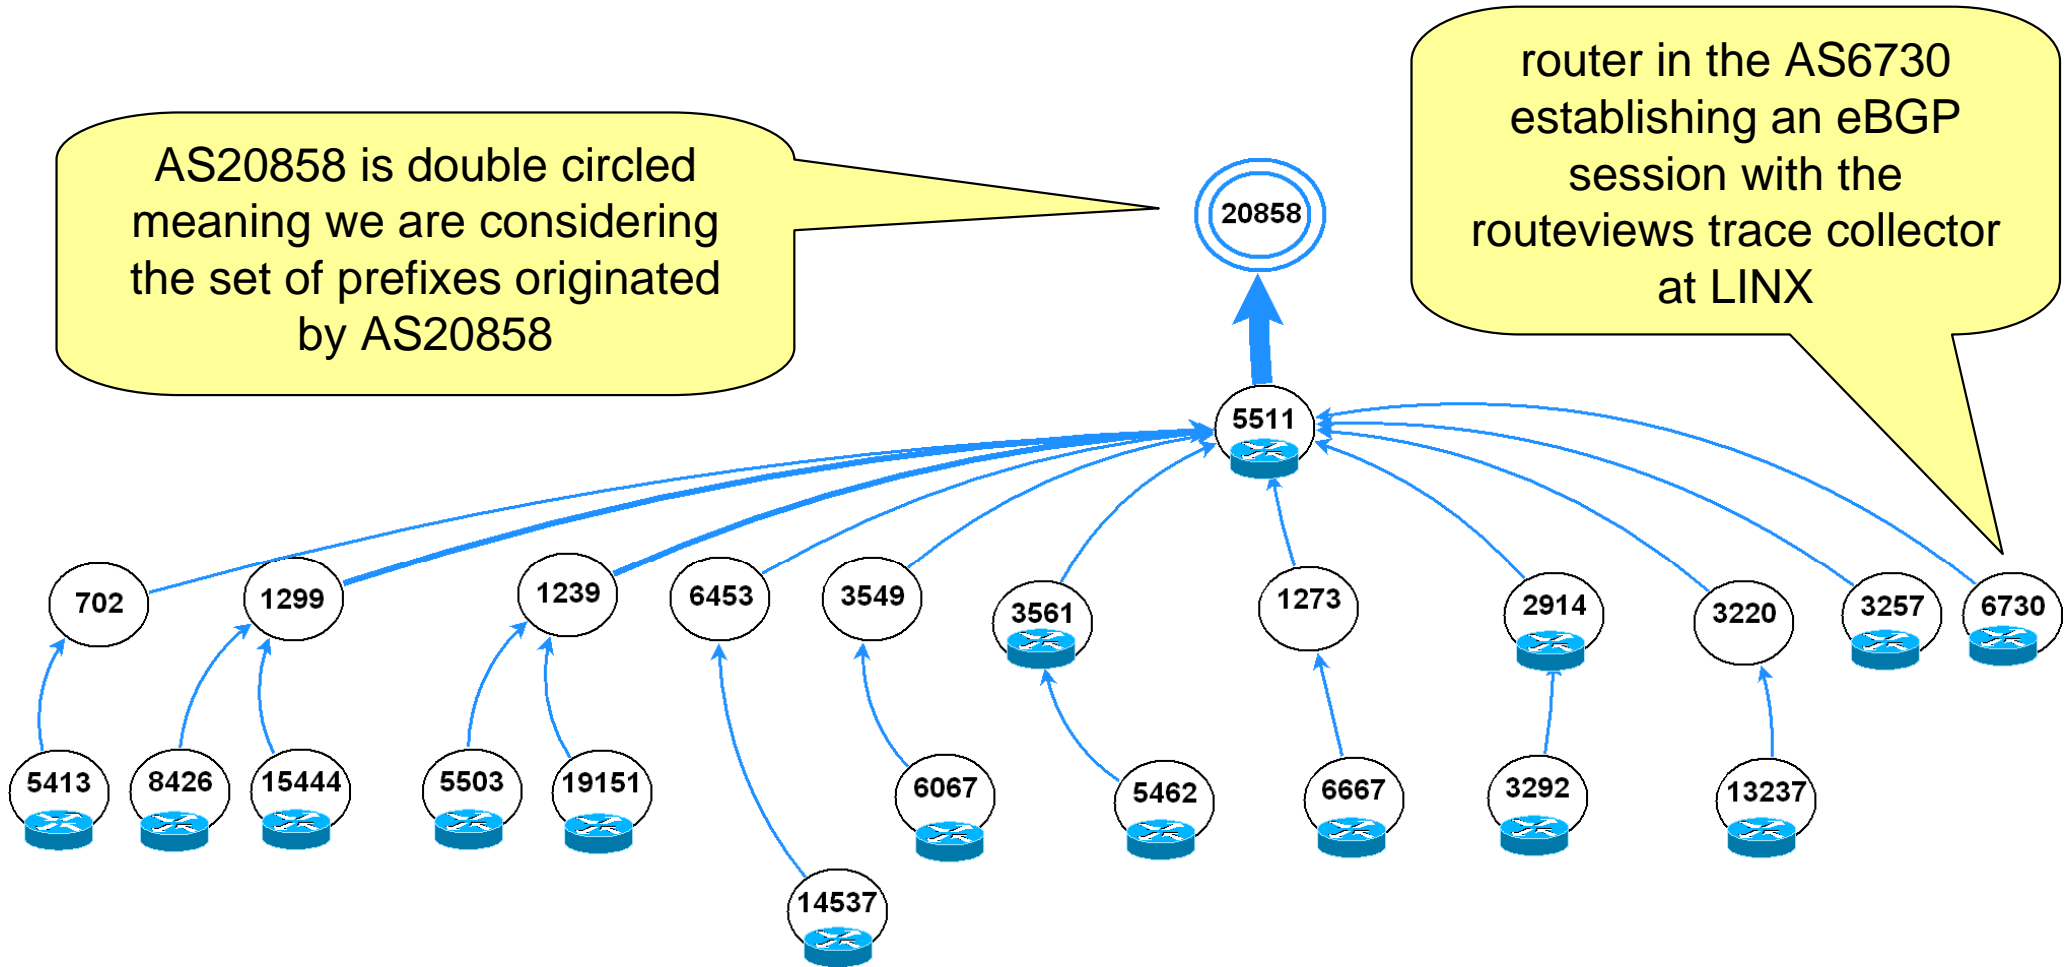 router in the AS6730
establishing an eBGP
session with the
routeviews trace collector
at LINX
AS20858 is double circled
meaning we are considering
the set of prefixes originated
by AS20858
20858
5511
702
1299
1239
6453
3549
3561
1273
2914
3220
3257
6730
5413
8426
15444
5503
19151
6067
5462
6667
3292
13237
14537